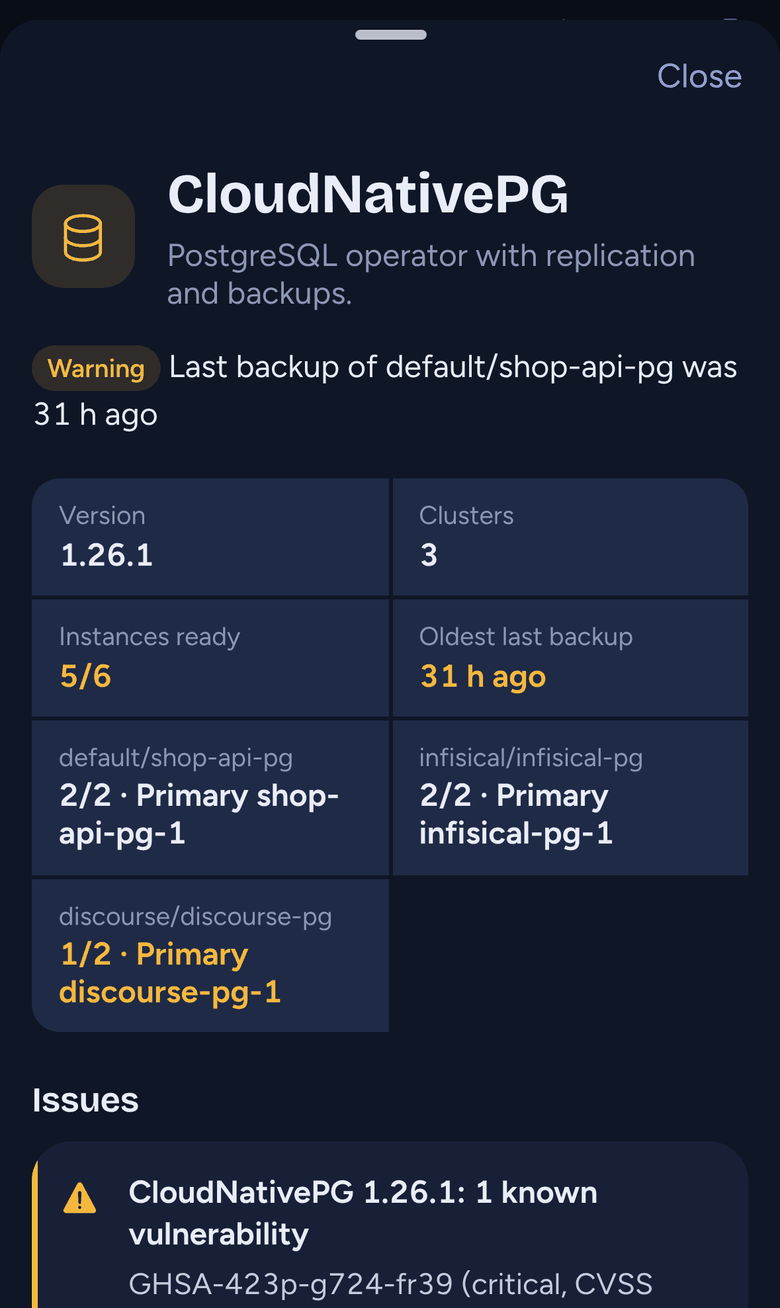 Close
CloudNativePG
PostgreSQL operator with replication
and backups.
Warning Last backup of default/shop-api-pg was
31 h ago
Version
1.26.1
Clusters
3
Instances ready
5/6
Oldest last backup
31 h ago
default/shop-api-pg
2/2 · Primary shop-
api-pg-1
infisical/infisical-pg
2/2 · Primary
infisical-pg-1
discourse/discourse-pg
1/2 · Primary
discourse-pg-1
Issues
CloudNativePG 1.26.1: 1 known
vulnerability
GHSA-423p-g724-fr39 (critical, CVSS